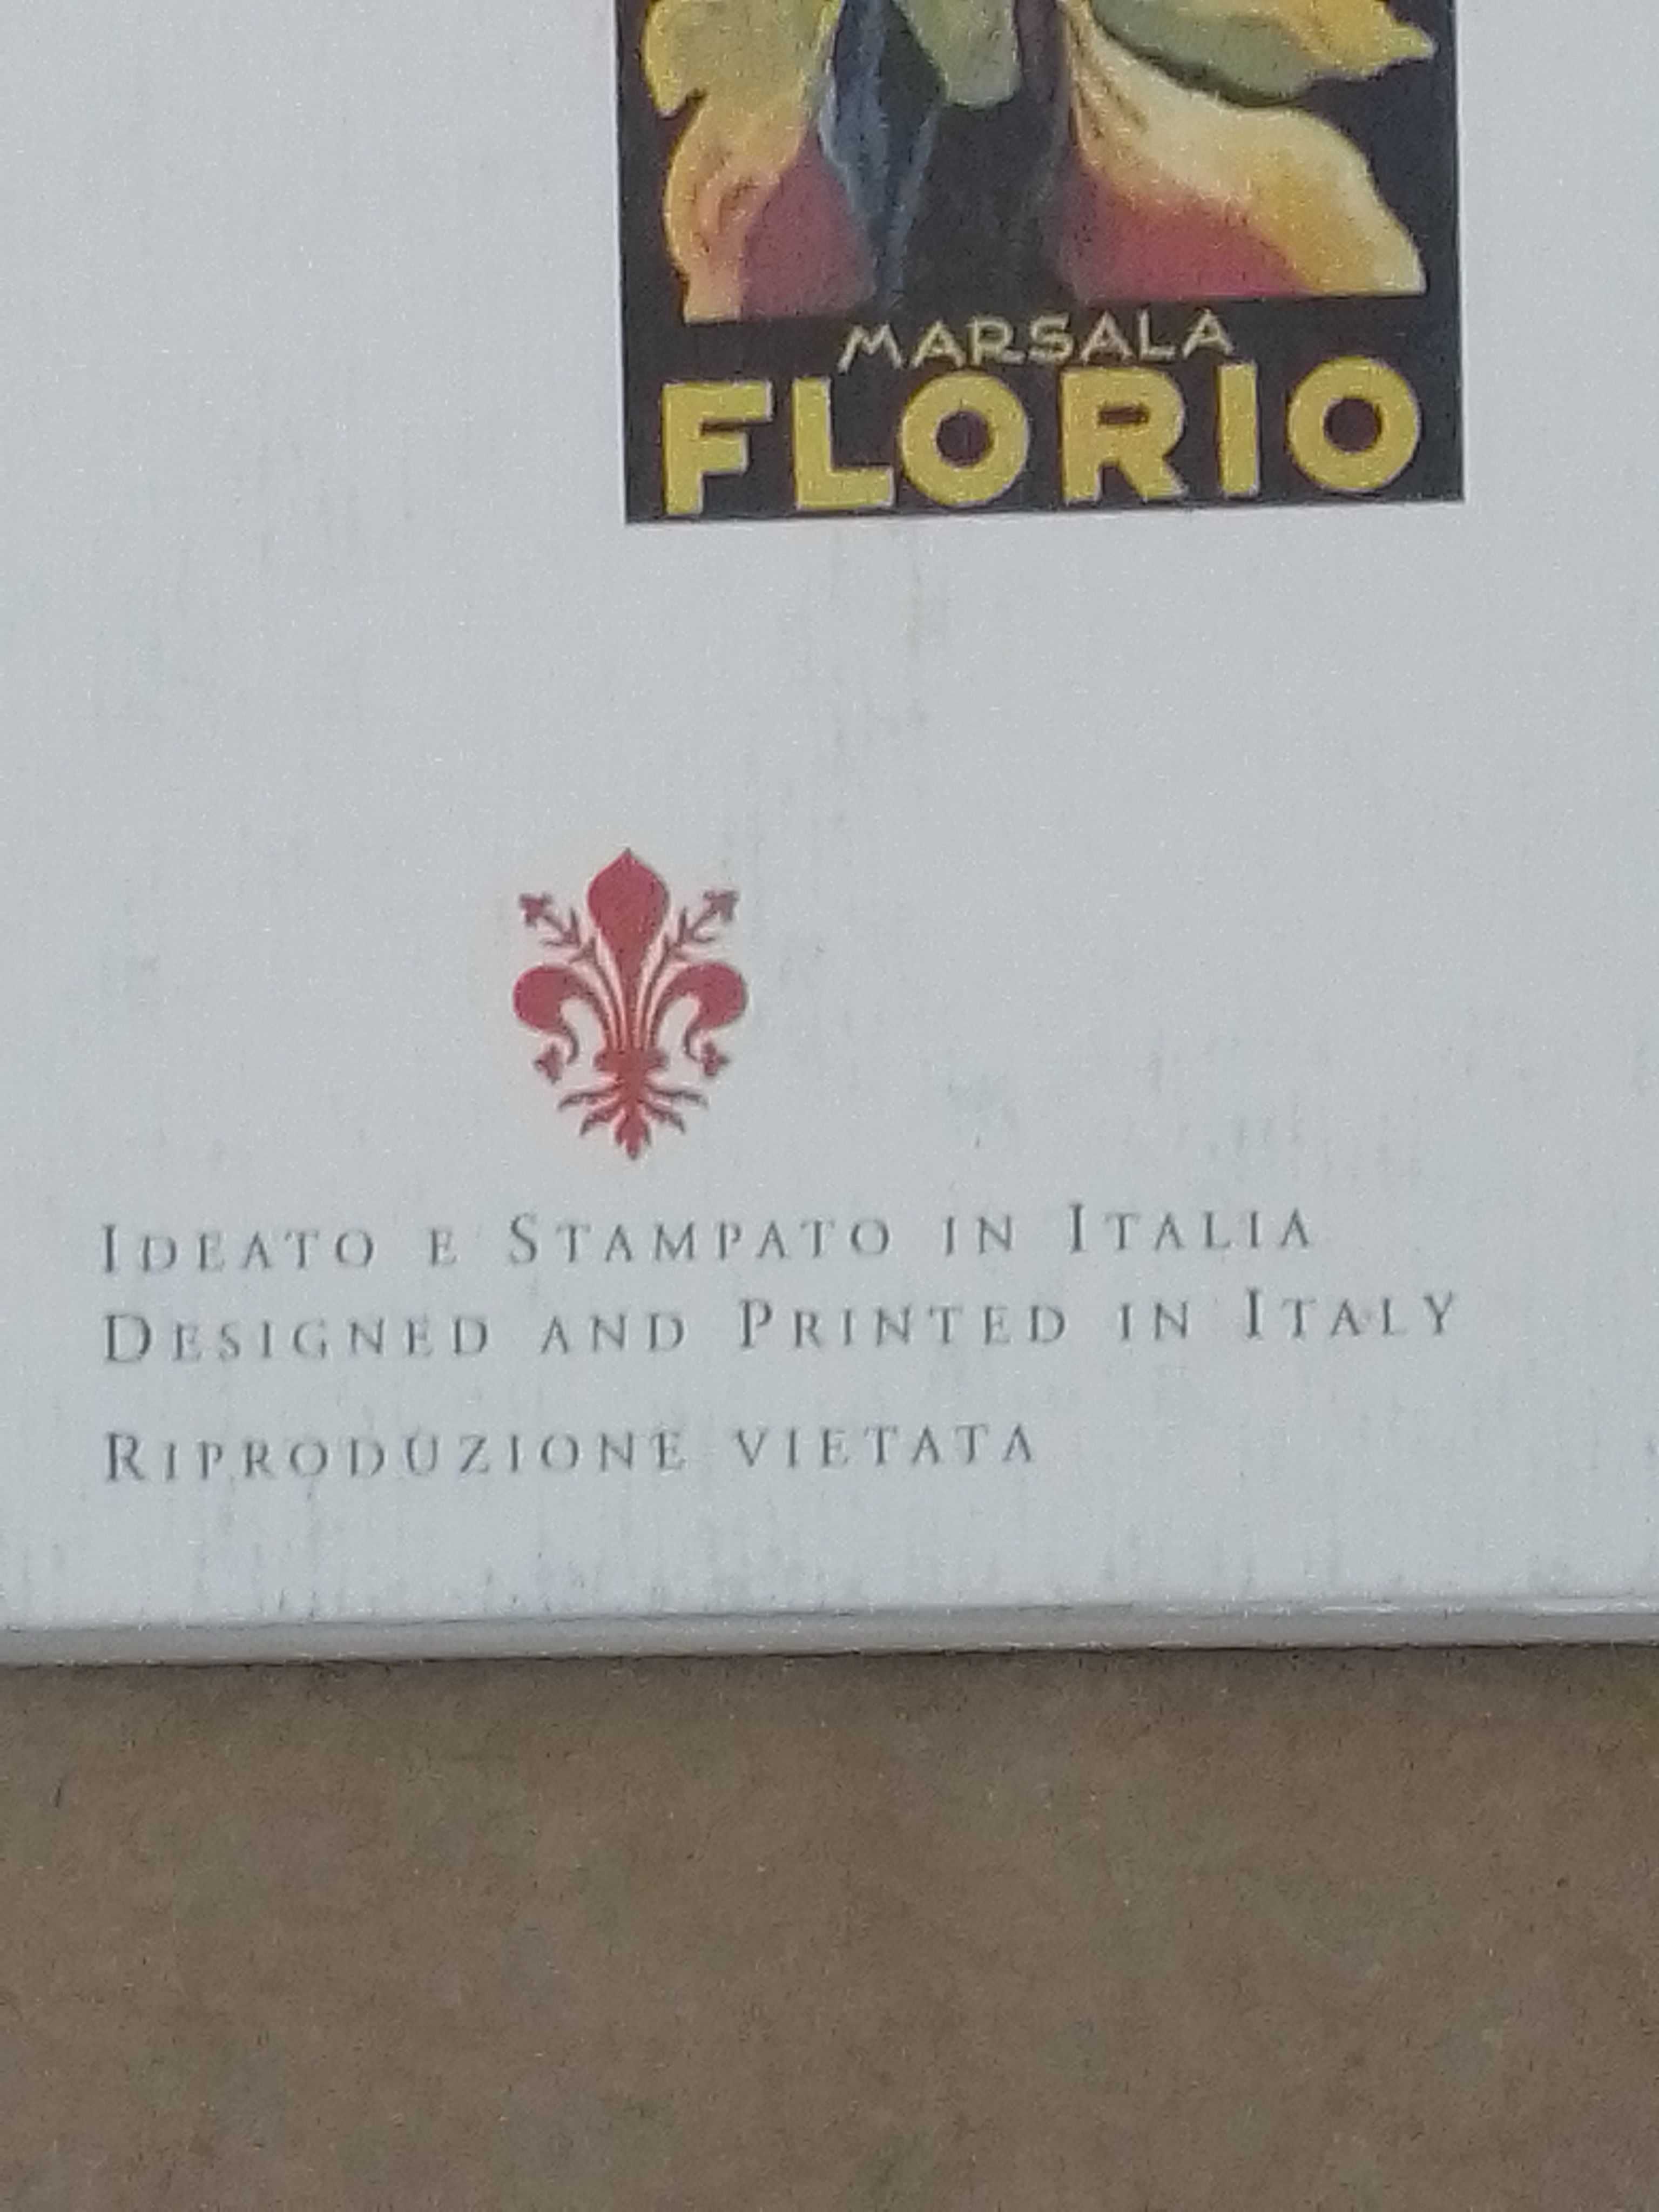 MARSALA
FLORIO
IDEATO E STAMPATO IN ITALIA
DESIGNED AND PRINTED IN ITALY
RIPRODUZIONE VIETATA